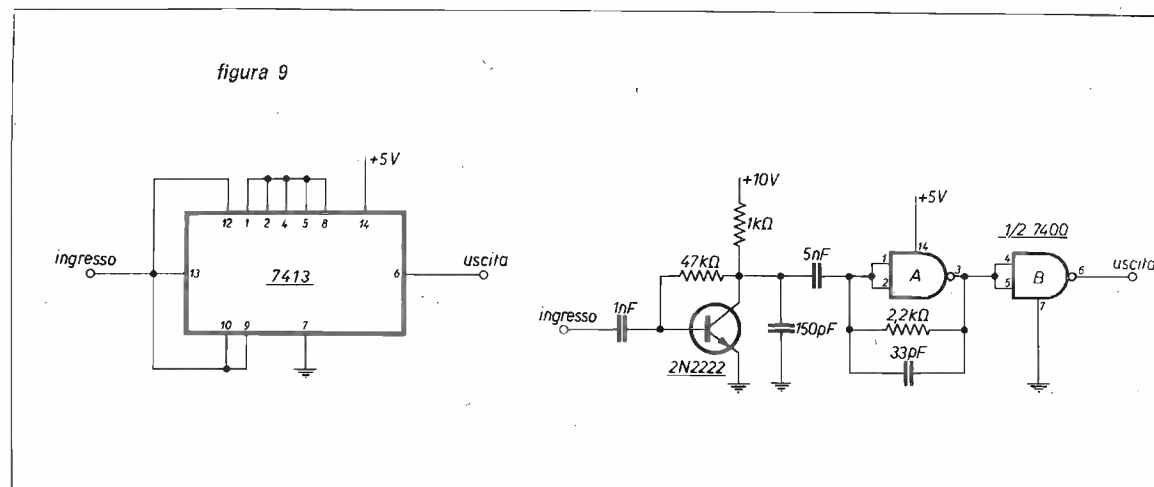 figura 9
+5V
12 1 2 4 5 8 14
ingresso
13
7413
6
uscita
10 9 7
+10V
1kΩ
47kΩ
ingresso
1nF
2N2222
150pF
5nF
+5V
14
1
2
A
3
2,2kΩ
33pF
1/2 7400
4
5
B
6
7
uscita